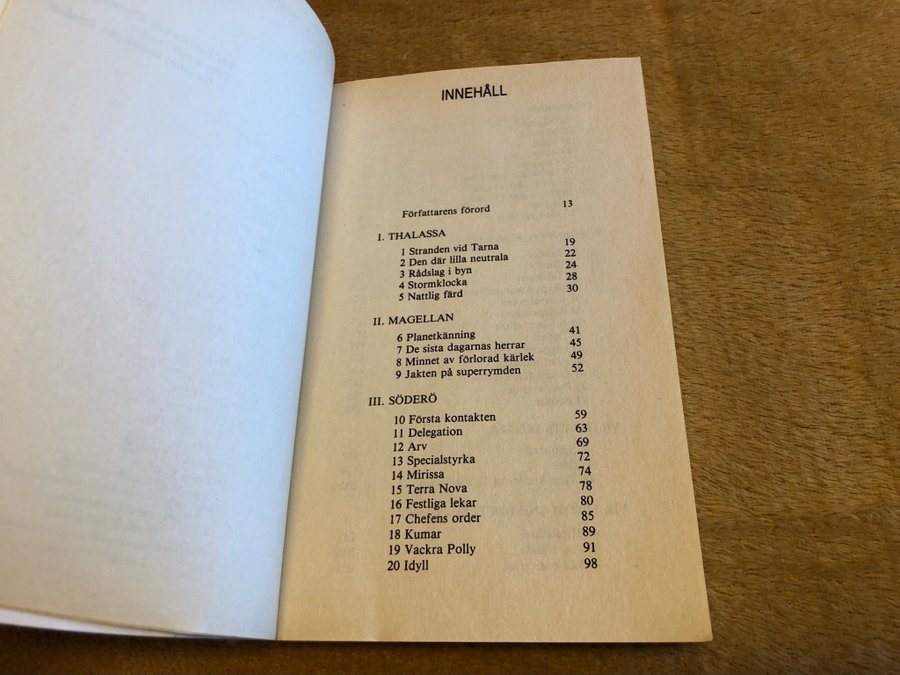 INNEHÅLL
Författarens förord 13
I. THALASSA
1 Stranden vid Tarna 19
2 Den där lilla neutrala 22
3 Rådslag i byn 24
4 Stormklocka 28
5 Nattlig färd 30
II. MAGELLAN
6 Planetkänning 41
7 De sista dagarnas herrar 45
8 Minnet av förlorad kärlek 49
9 Jakten på superrymden 52
III. SÖDERÖ
10 Första kontakten 59
11 Delegation 63
12 Arv 69
13 Specialstyrka 72
14 Mirissa 74
15 Terra Nova 78
16 Festliga lekar 80
17 Chefens order 85
18 Kumar 89
19 Vackra Polly 91
20 Idyll 98